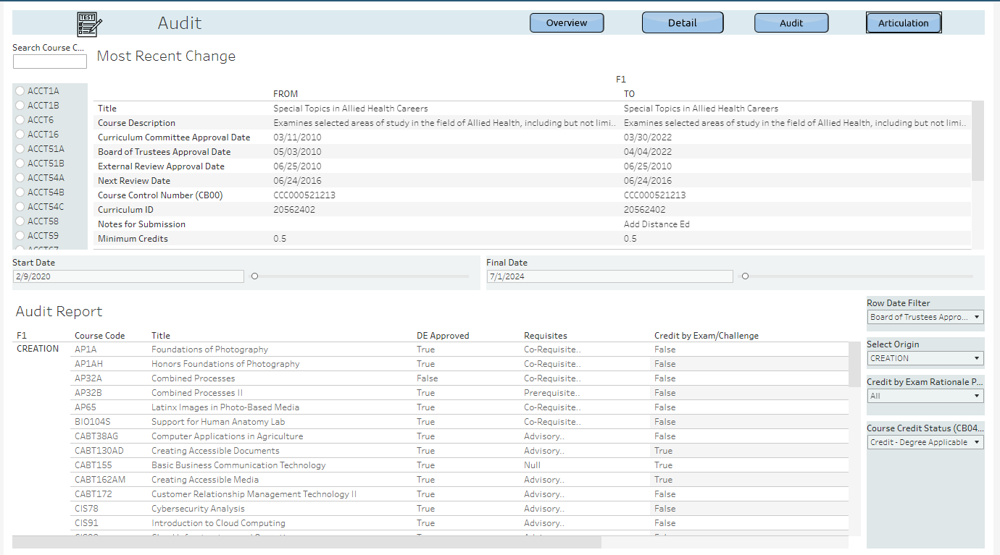 TEST
Audit
Overview
Detail
Audit
Articulation
Search Course C...
Most Recent Change
F1
FROM TO
Title Special Topics in Allied Health Careers Special Topics in Allied Health Careers
Course Description Examines selected areas of study in the field of Allied Health, including but not limi.. Examines selected areas of study in the field of Allied Health, including but not limi..
Curriculum Committee Approval Date 03/11/2010 03/30/2022
Board of Trustees Approval Date 05/03/2010 04/04/2022
External Review Approval Date 06/25/2010 06/25/2010
Next Review Date 06/24/2016 06/24/2016
Course Control Number (CB00) CCC000521213 CCC000521213
Curriculum ID 20562402 20562402
Notes for Submission Add Distance Ed
Minimum Credits 0.5 0.5
ACCT1A
ACCT1B
ACCT6
ACCT16
ACCT51A
ACCT51B
ACCT54A
ACCT54B
ACCT54C
ACCT58
ACCT59
Start Date
2/9/2020
Final Date
7/1/2024
Audit Report
F1 Course Code Title DE Approved Requisites Credit by Exam/Challenge
CREATION AP1A Foundations of Photography True Co-Requisite.. False
AP1AH Honors Foundations of Photography True Co-Requisite.. False
AP32A Combined Processes False Co-Requisite.. False
AP32B Combined Processes II True Prerequisite.. False
AP65 Latinx Images in Photo-Based Media True Co-Requisite.. False
BIO104S Support for Human Anatomy Lab True Co-Requisite.. False
CABT38AG Computer Applications in Agriculture True Advisory.. False
CABT130AD Creating Accessible Documents True Advisory.. True
CABT155 Basic Business Communication Technology True Null True
CABT162AM Creating Accessible Media True Advisory.. True
CABT172 Customer Relationship Management Technology II True Advisory.. False
CIS78 Cybersecurity Analysis True Advisory.. False
CIS91 Introduction to Cloud Computing True Advisory.. False
Row Date Filter
Board of Trustees Appro...
Select Origin
CREATION
Credit by Exam Rationale P...
All
Course Credit Status (CB04...
Credit - Degree Applicable